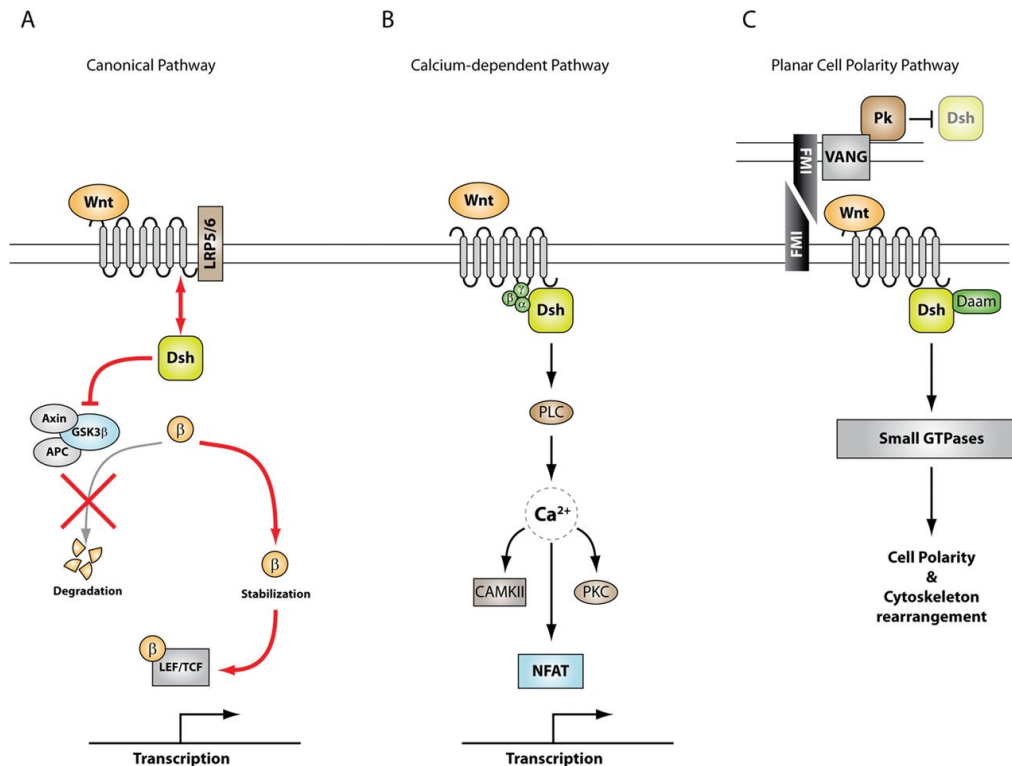 A
Canonical Pathway
Wnt
LRP5/6
Dsh
Axin
GSK3β
APC
β
Degradation
β
Stabilization
β
LEF/TCF
Transcription
B
Calcium-dependent Pathway
Wnt
γ
β
α
Dsh
PLC
Ca²⁺
CAMKII
PKC
NFAT
Transcription
C
Planar Cell Polarity Pathway
Pk
Dsh
FMI
VANG
Wnt
FMI
Dsh
Daam
Small GTPases
Cell Polarity
&
Cytoskeleton
rearrangement